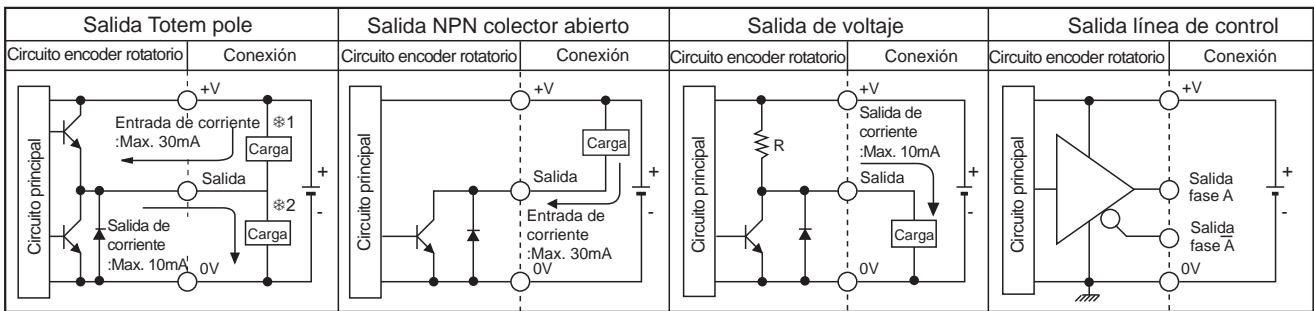 Salida Totem pole
Circuito encoder rotatorio
Conexión
Circuito principal
+V
Entrada de corriente
:Max. 30mA
❇1
Carga
Salida
❇2
Carga
Salida de
corriente
:Max. 10mA
0V
+
-
Salida NPN colector abierto
Circuito encoder rotatorio
Conexión
Circuito principal
+V
Carga
Salida
Entrada de
corriente
:Max. 30mA
0V
+
-
Salida de voltaje
Circuito encoder rotatorio
Conexión
Circuito principal
+V
R
Salida de
corriente
:Max. 10mA
Salida
Carga
0V
+
-
Salida línea de control
Circuito encoder rotatorio
Conexión
Circuito principal
+V
Salida
fase A
Salida
fase A̅
0V
+
-